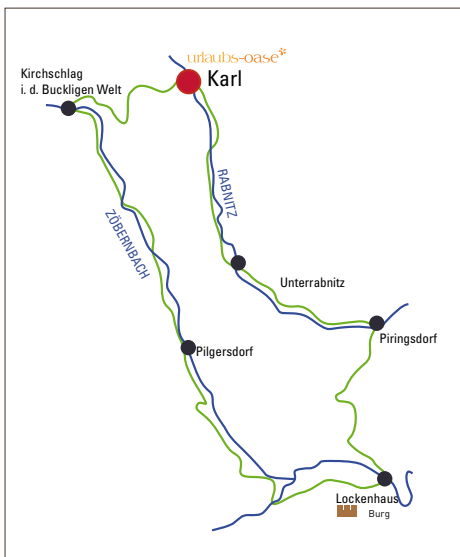 urlaubs-oase*
Kirchschlag
i. d. Buckligen Welt
Karl
RABNITZ
ZÖBERNBACH
Unterrabnitz
Piringsdorf
Pilgersdorf
Lockenhaus
Burg